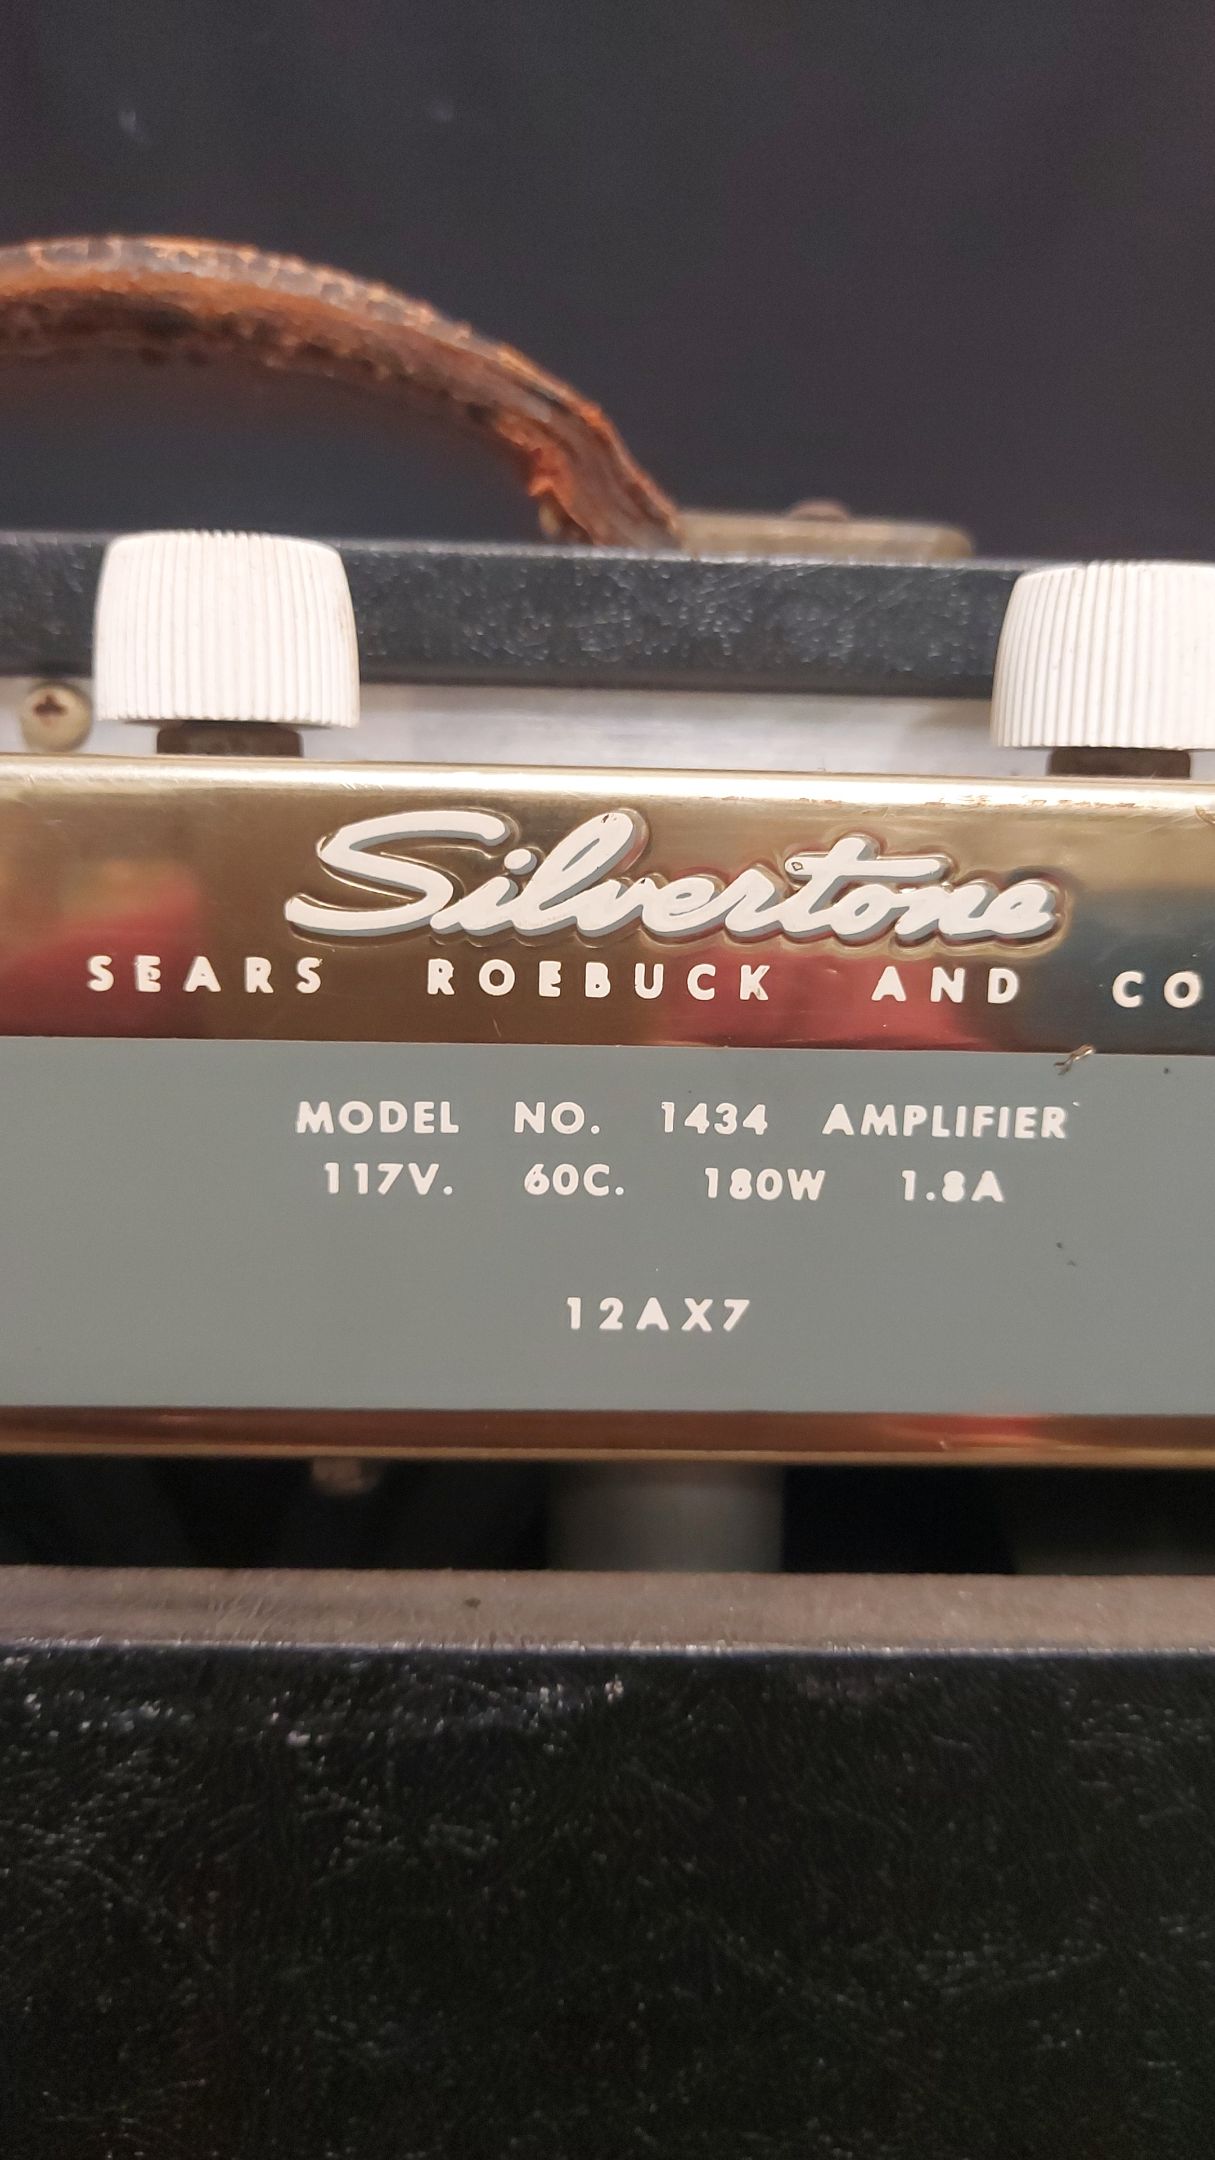 Silvertone
SEARS ROEBUCK AND CO
MODEL NO. 1434 AMPLIFIER
117V. 60C. 180W 1.8A
12AX7